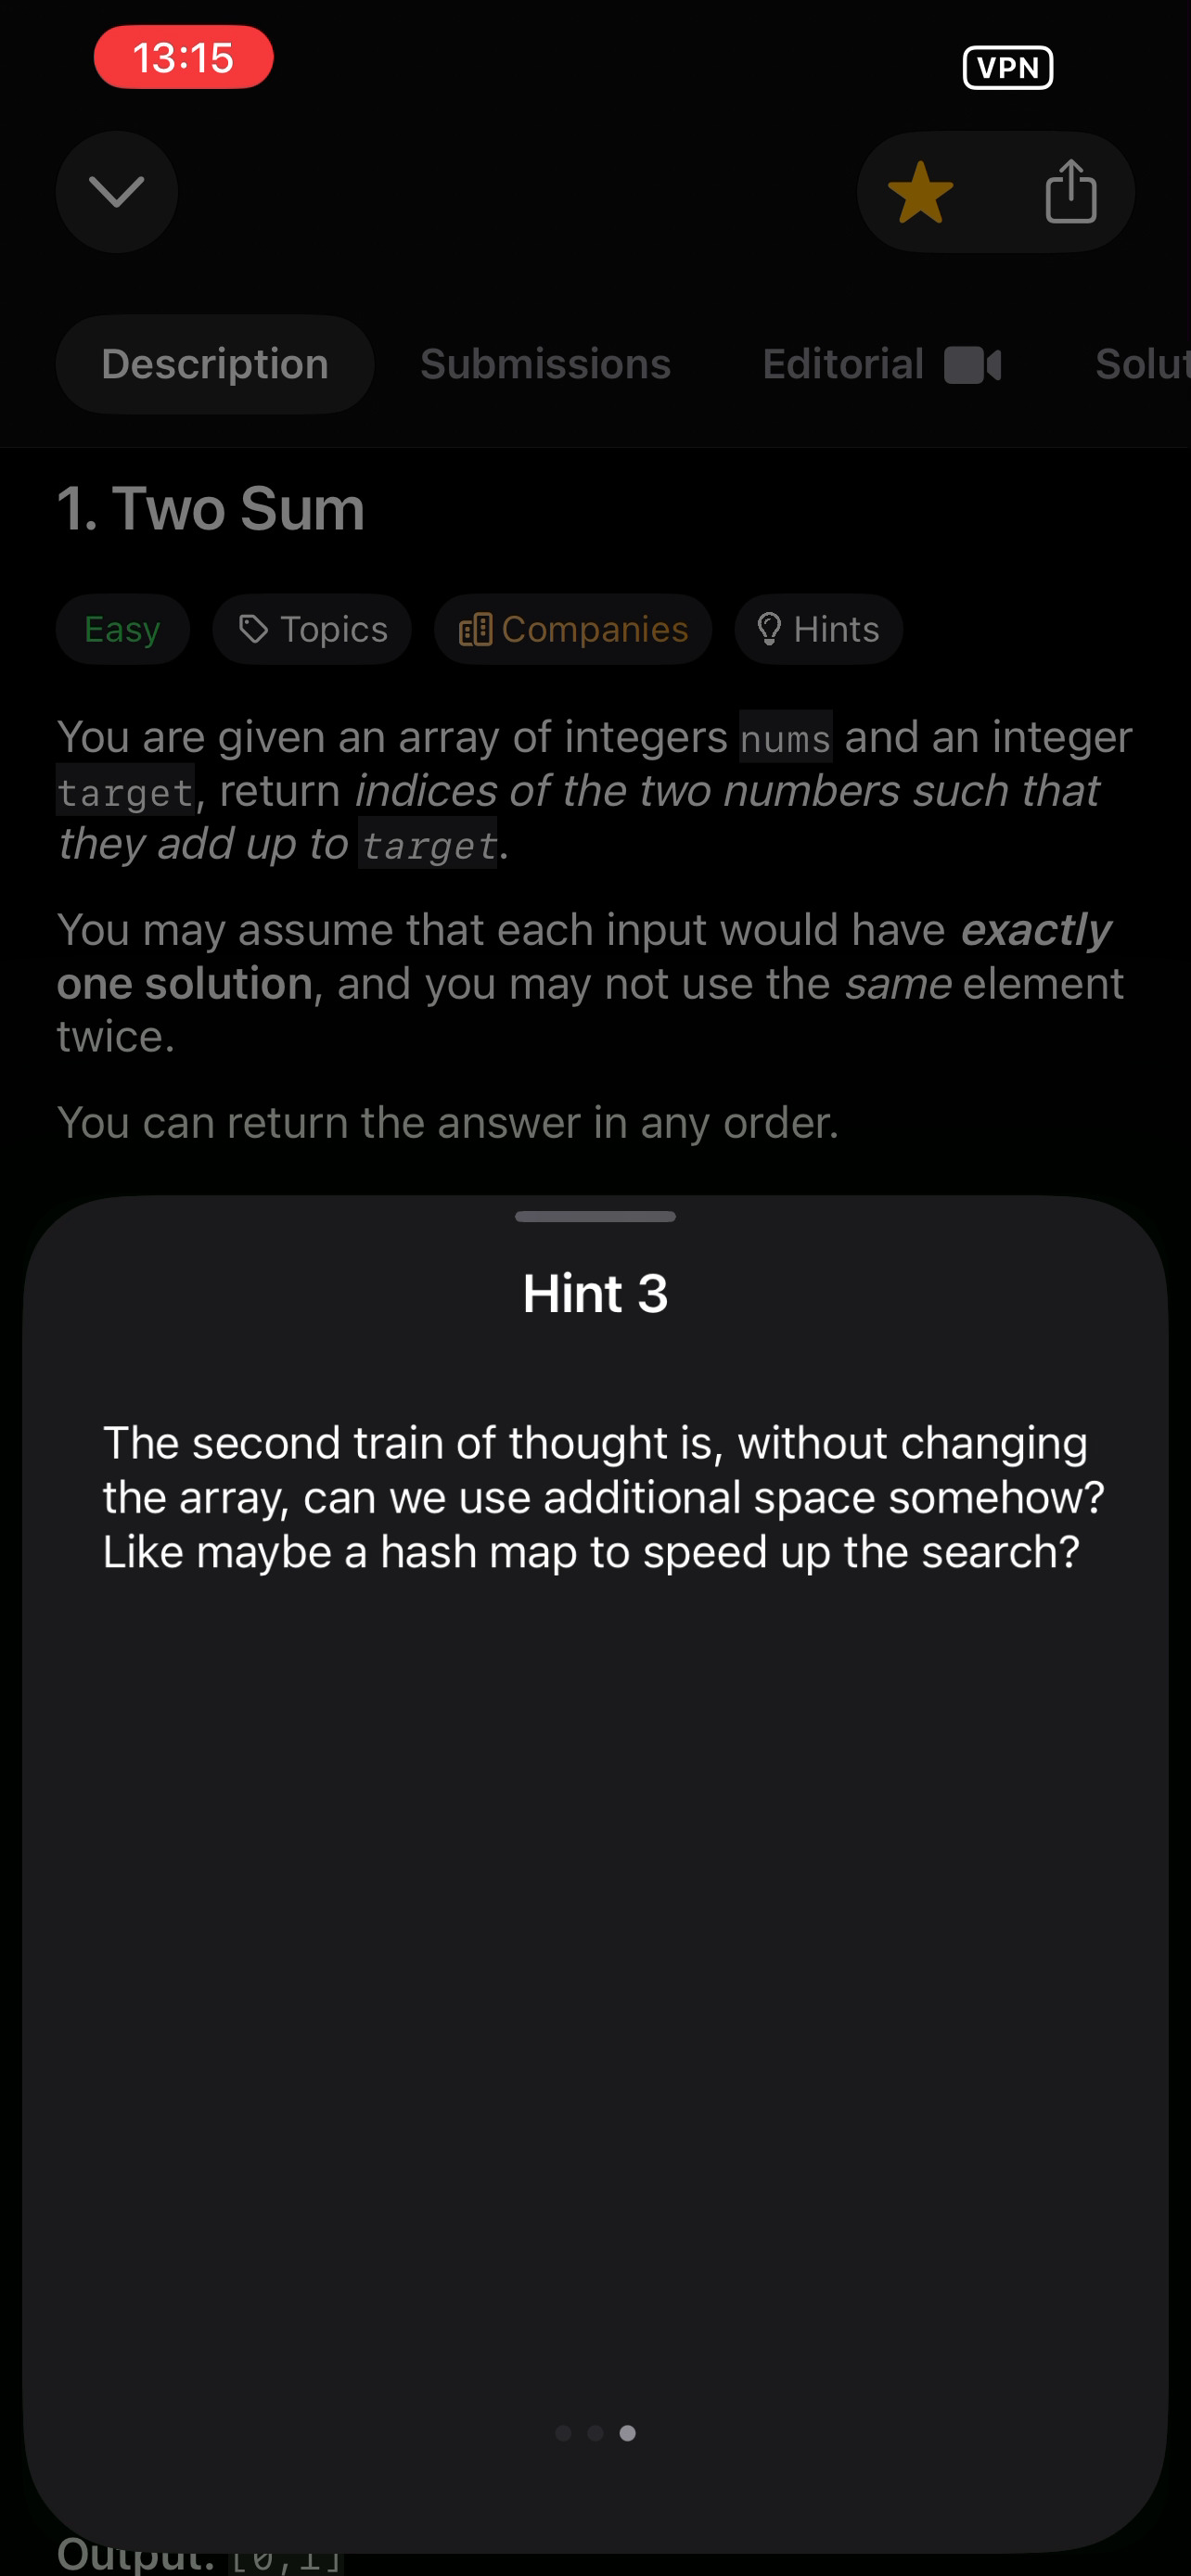 13:15
VPN
Description Submissions Editorial
1. Two Sum
Easy Topics Companies Hints
You are given an array of integers nums and an integer
target, return indices of the two numbers such that
they add up to target.
You may assume that each input would have exactly
one solution, and you may not use the same element
twice.
You can return the answer in any order.
Hint 3
The second train of thought is, without changing
the array, can we use additional space somehow?
Like maybe a hash map to speed up the search?
Output: [0,1]